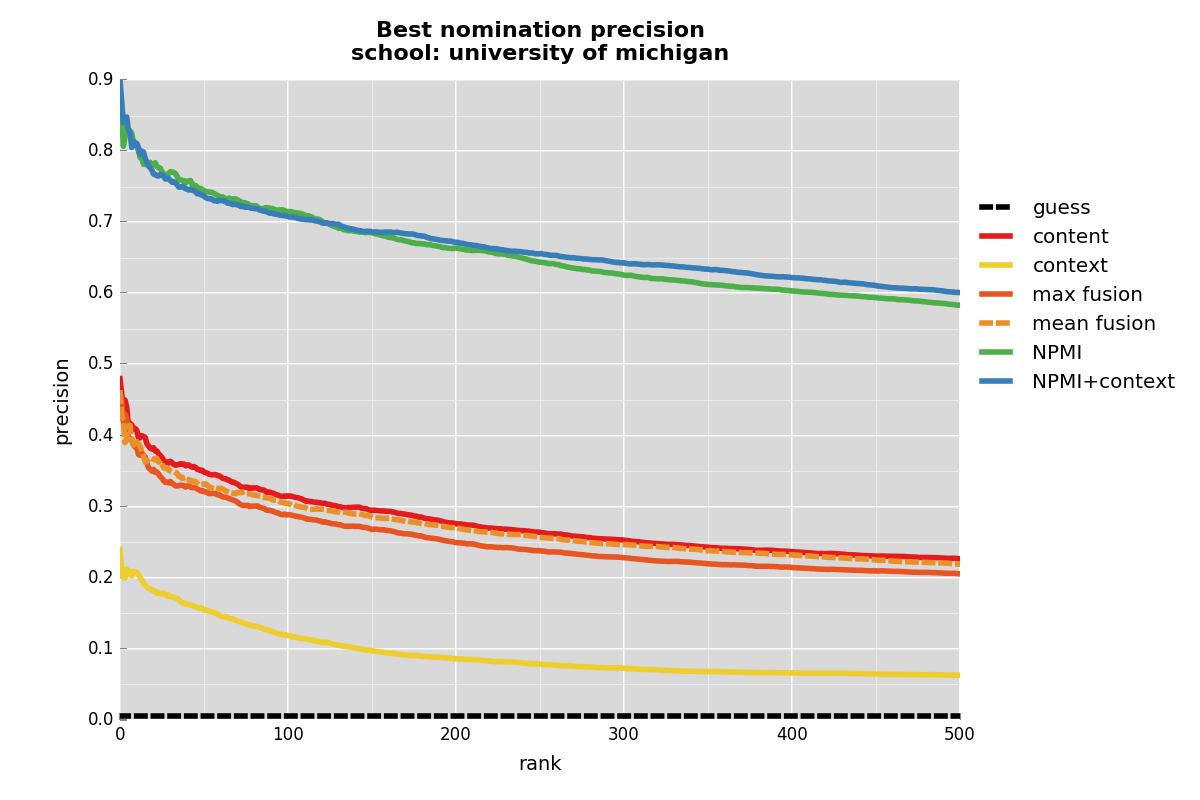 Best nomination precision
school: university of michigan
precision
0.9
0.8
0.7
0.6
0.5
0.4
0.3
0.2
0.1
0.0
0 100 200 300 400 500
rank
guess
content
context
max fusion
mean fusion
NPMI
NPMI+context